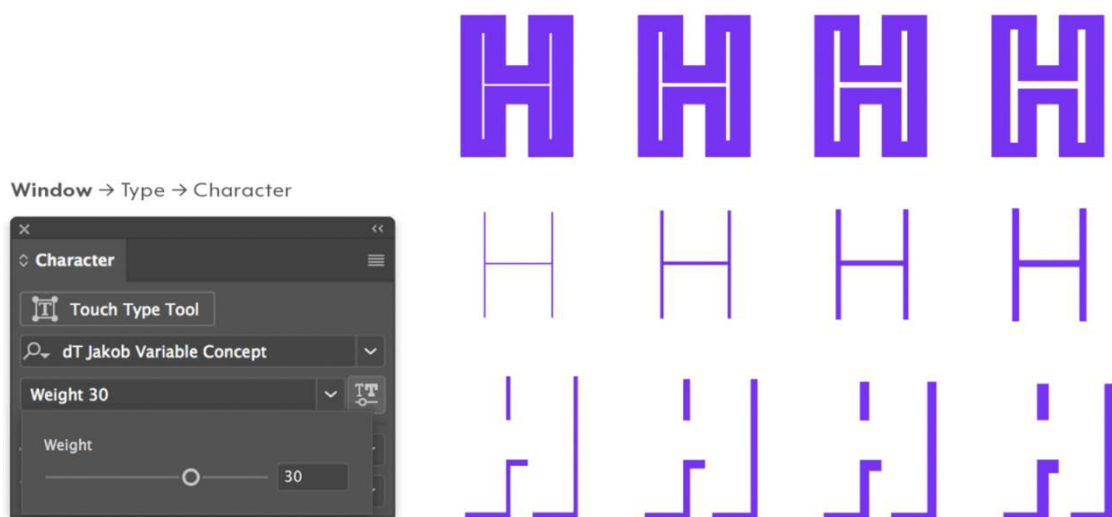 Window → Type → Character
Character
Touch Type Tool
dT Jakob Variable Concept
Weight 30
Weight
30
H H H H
H H H H